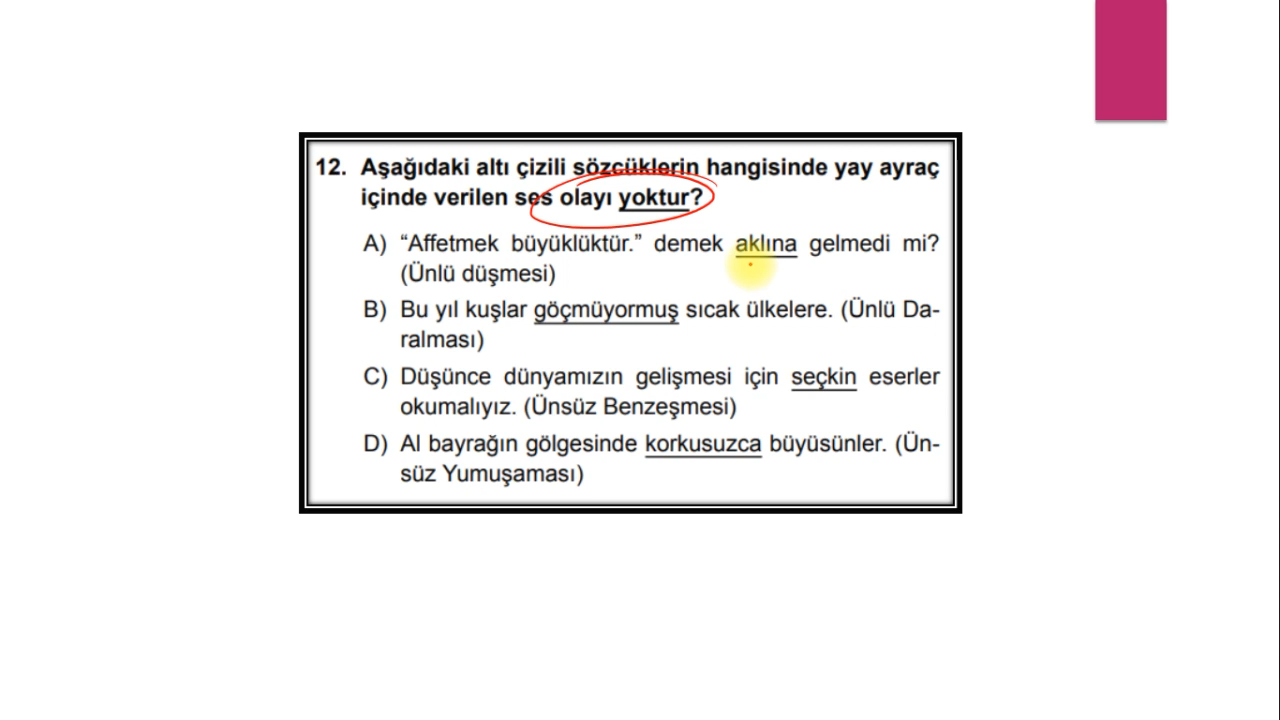 12. Aşağıdaki altı çizili sözcüklerin hangisinde yay ayraç
içinde verilen ses olayı yoktur?
A) “Affetmek büyüklüktür.” demek aklına gelmedi mi?
(Ünlü düşmesi)
B) Bu yıl kuşlar göçmüyormuş sıcak ülkelere. (Ünlü Da-
ralması)
C) Düşünce dünyamızın gelişmesi için seçkin eserler
okumalıyız. (Ünsüz Benzeşmesi)
D) Al bayrağın gölgesinde korkusuzca büyüsünler. (Ün-
süz Yumuşaması)